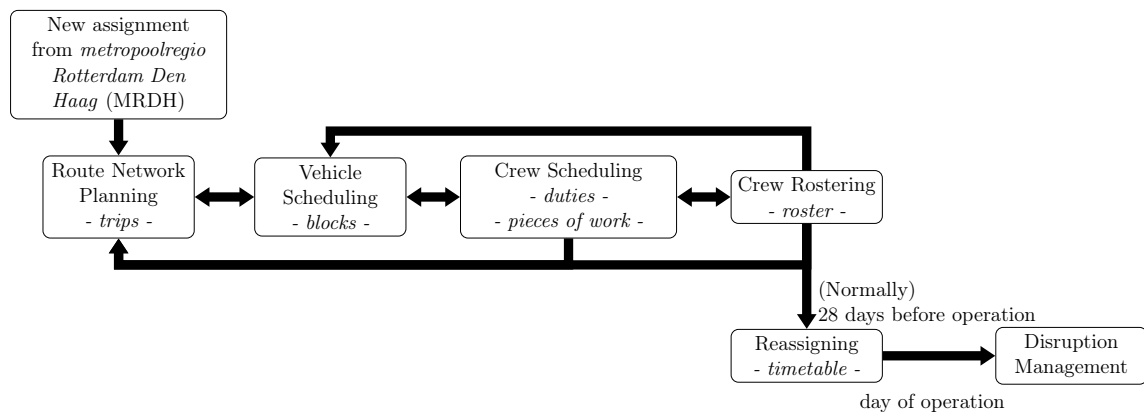 New assignment
from metropoolregio
Rotterdam Den
Haag (MRDH)
Route Network
Planning
- trips -
Vehicle
Scheduling
- blocks -
Crew Scheduling
- duties -
- pieces of work -
Crew Rostering
- roster -
(Normally)
28 days before operation
Reassigning
- timetable -
Disruption
Management
day of operation